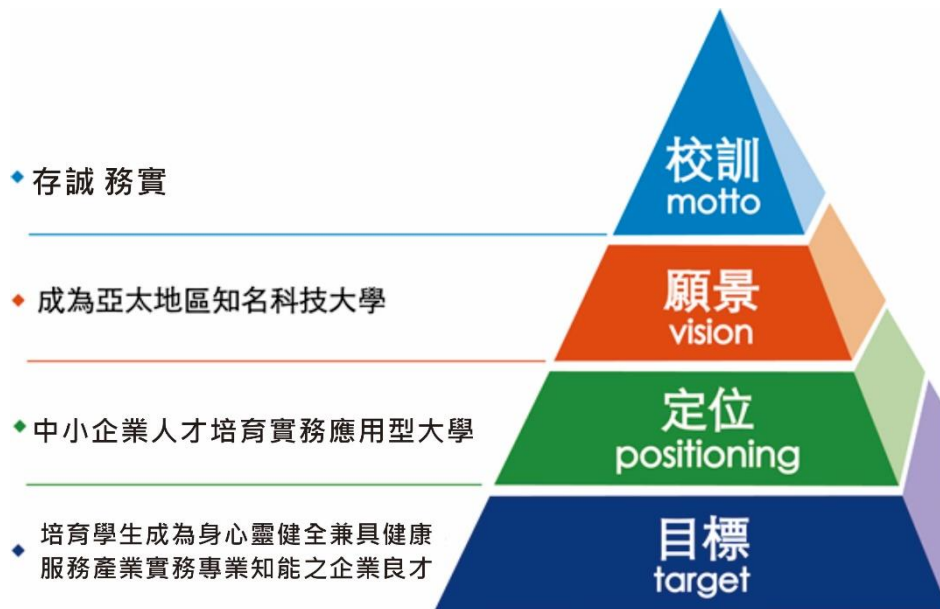 存誠 務實
校訓
motto
成為亞太地區知名科技大學
願景
vision
中小企業人才培育實務應用型大學
定位
positioning
培育學生成為身心靈健全兼具健康
服務產業實務專業知能之企業良才
目標
target